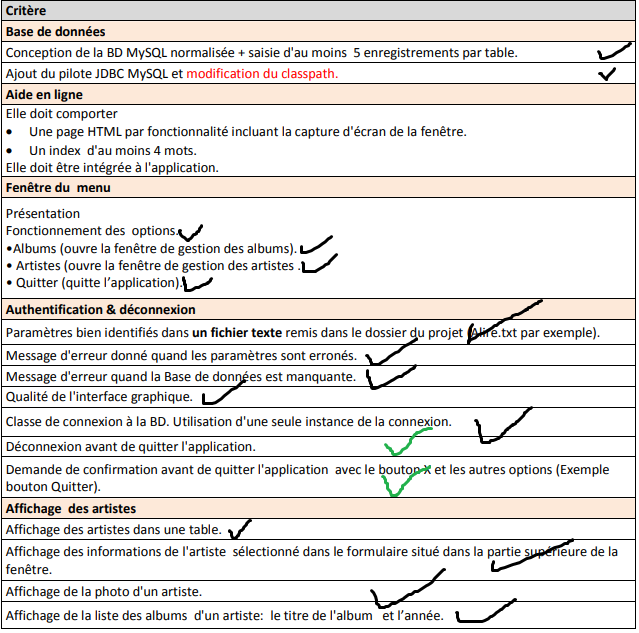 Critère
Base de données
Conception de la BD MySQL normalisée + saisie d'au moins 5 enregistrements par table.
Ajout du pilote JDBC MySQL et modification du classpath.
Aide en ligne
Elle doit comporter
• Une page HTML par fonctionnalité incluant la capture d'écran de la fenêtre.
• Un index d'au moins 4 mots.
Elle doit être intégrée à l'application.
Fenêtre du menu
Présentation
Fonctionnement des options.
•Albums (ouvre la fenêtre de gestion des albums).
• Artistes (ouvre la fenêtre de gestion des artistes .
• Quitter (quitte l’application).
Authentification & déconnexion
Paramètres bien identifiés dans un fichier texte remis dans le dossier du projet (Alire.txt par exemple).
Message d'erreur donné quand les paramètres sont erronés.
Message d'erreur quand la Base de données est manquante.
Qualité de l'interface graphique.
Classe de connexion à la BD. Utilisation d'une seule instance de la connexion.
Déconnexion avant de quitter l'application.
Demande de confirmation avant de quitter l'application avec le bouton X et les autres options (Exemple
bouton Quitter).
Affichage des artistes
Affichage des artistes dans une table.
Affichage des informations de l'artiste sélectionné dans le formulaire situé dans la partie supérieure de la
fenêtre.
Affichage de la photo d'un artiste.
Affichage de la liste des albums d'un artiste: le titre de l'album et l’année.